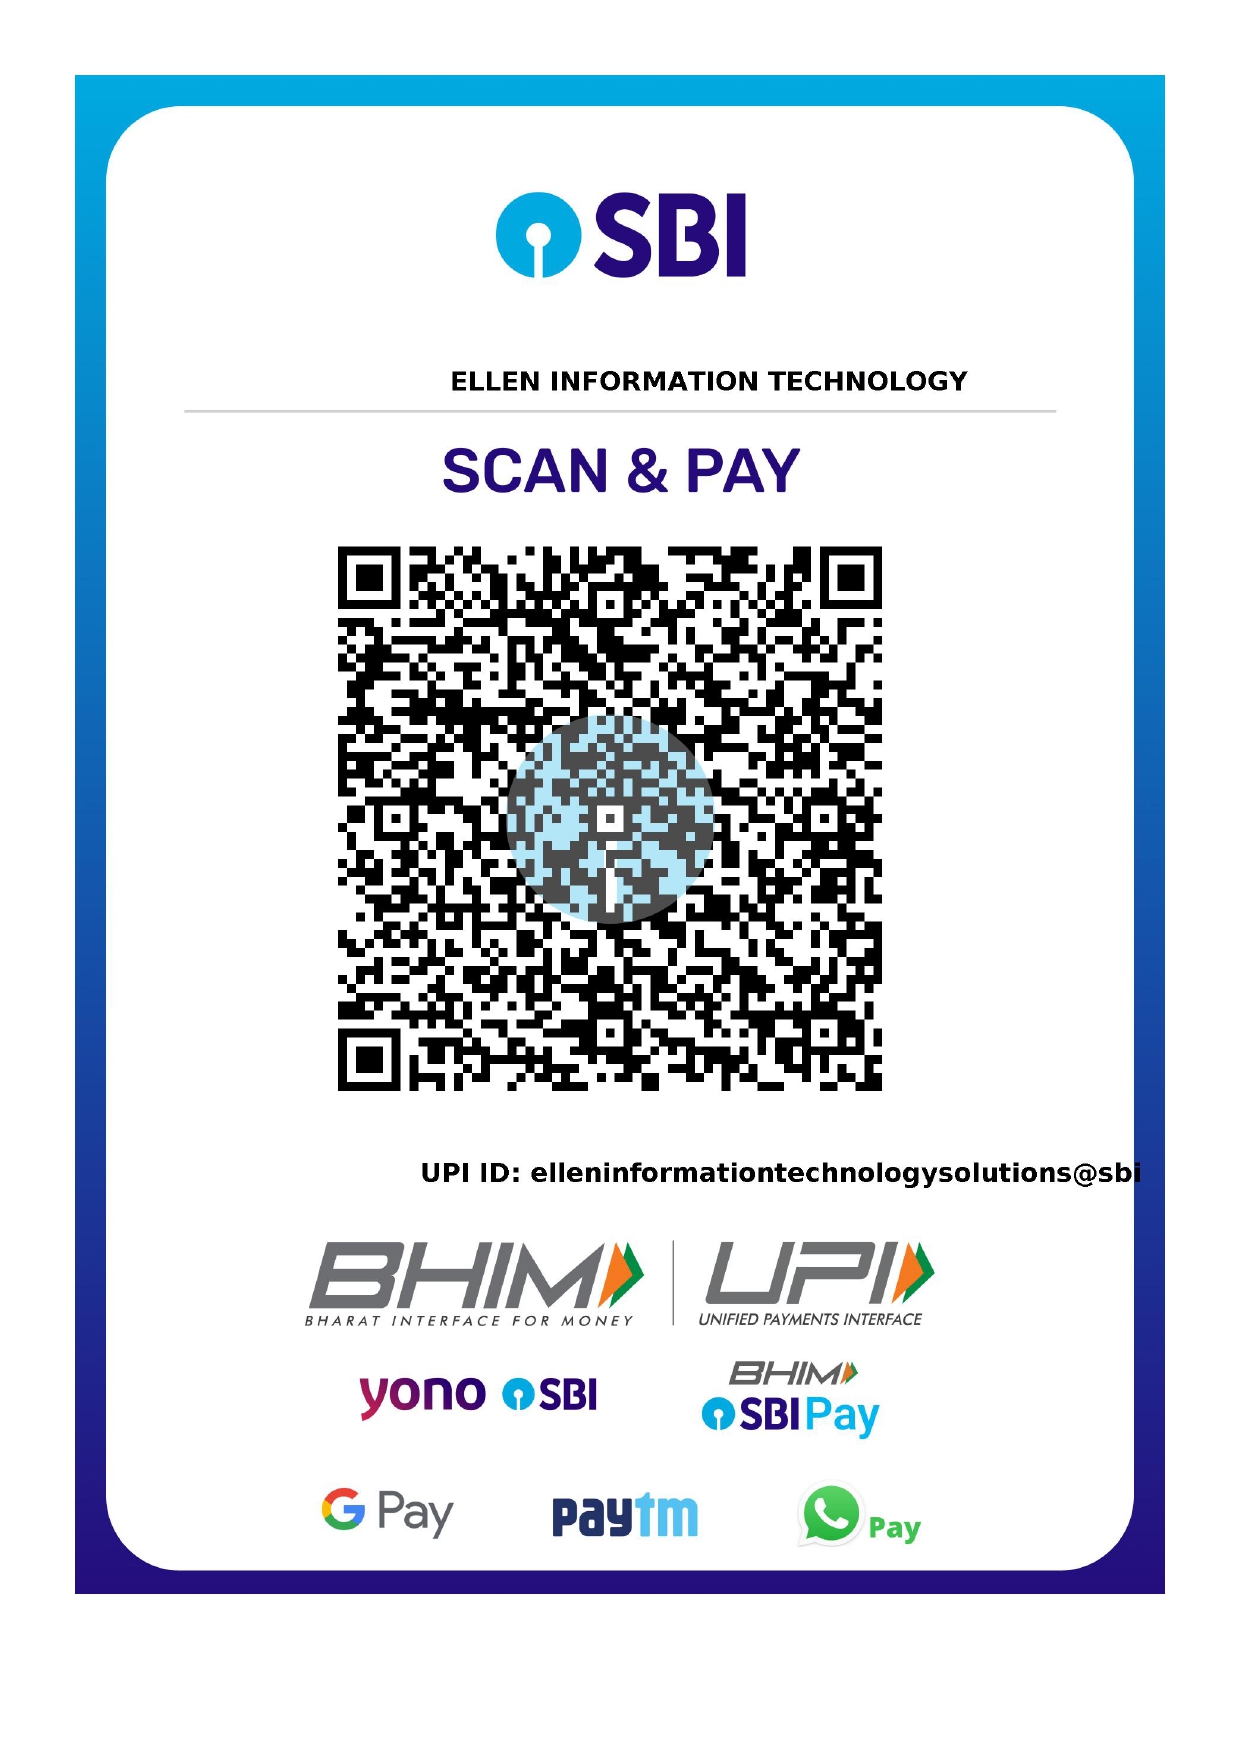 SBI
ELLEN INFORMATION TECHNOLOGY
SCAN & PAY
UPI ID: elleninformationtechnologysolutions@sbi
BHIM UPI
BHARAT INTERFACE FOR MONEY UNIFIED PAYMENTS INTERFACE
yono SBI
BHIM
SBI Pay
G Pay paytm Pay